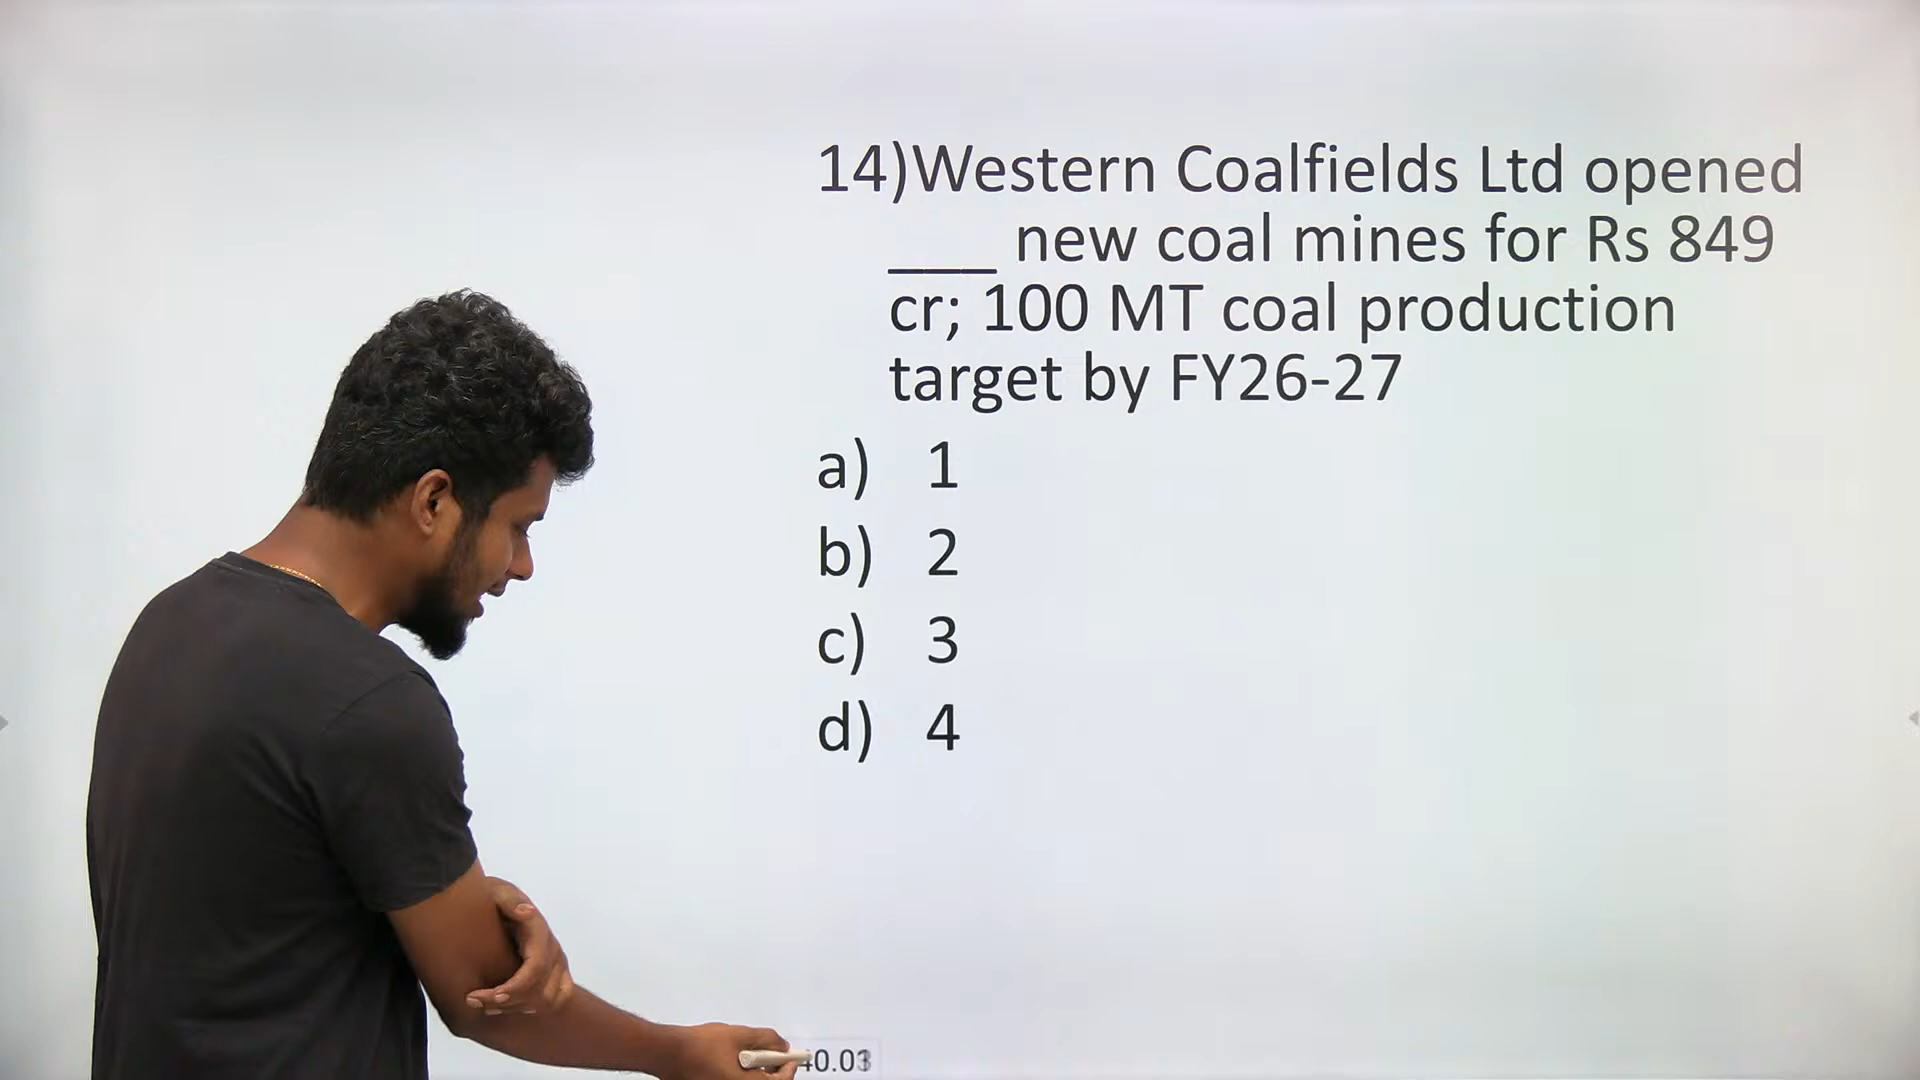 14)Western Coalfields Ltd opened
___ new coal mines for Rs 849
cr; 100 MT coal production
target by FY26-27
a) 1
b) 2
c) 3
d) 4